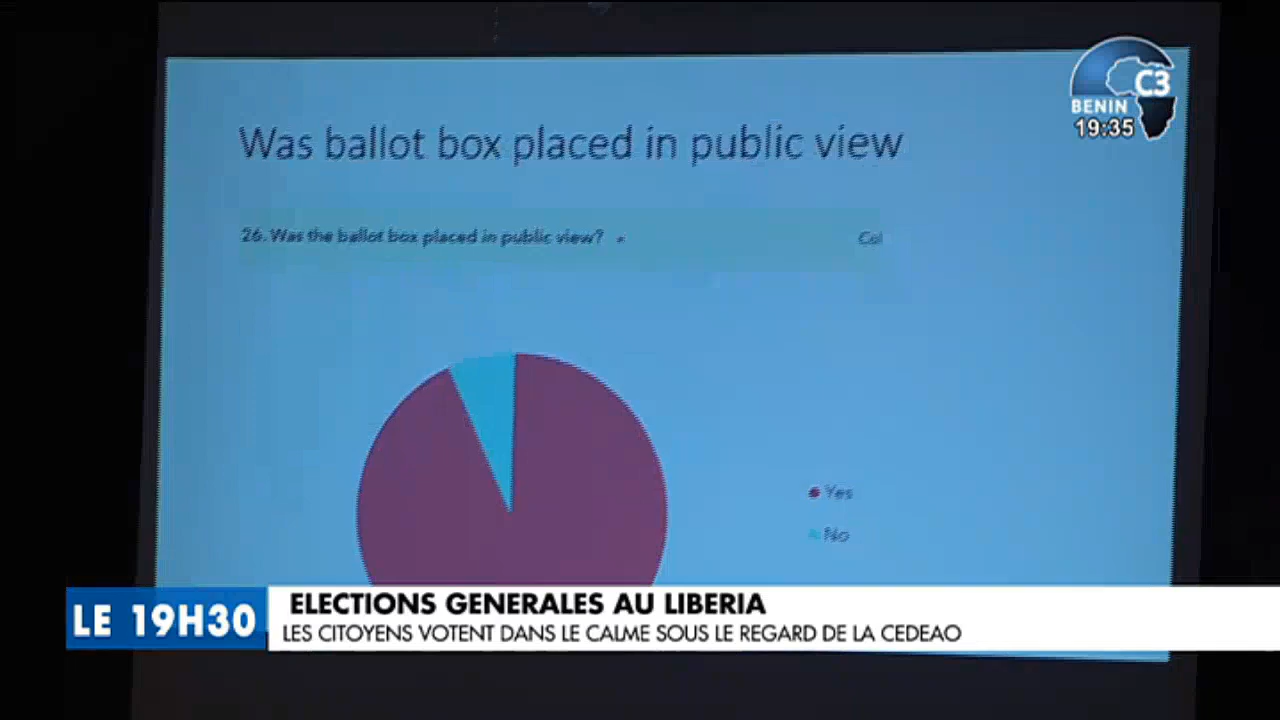 C3
BENIN
19:35
Was ballot box placed in public view
26. Was the ballot box placed in public view?
Col
Yes
No
LE 19H30
ELECTIONS GENERALES AU LIBERIA
LES CITOYENS VOTENT DANS LE CALME SOUS LE REGARD DE LA CEDEAO